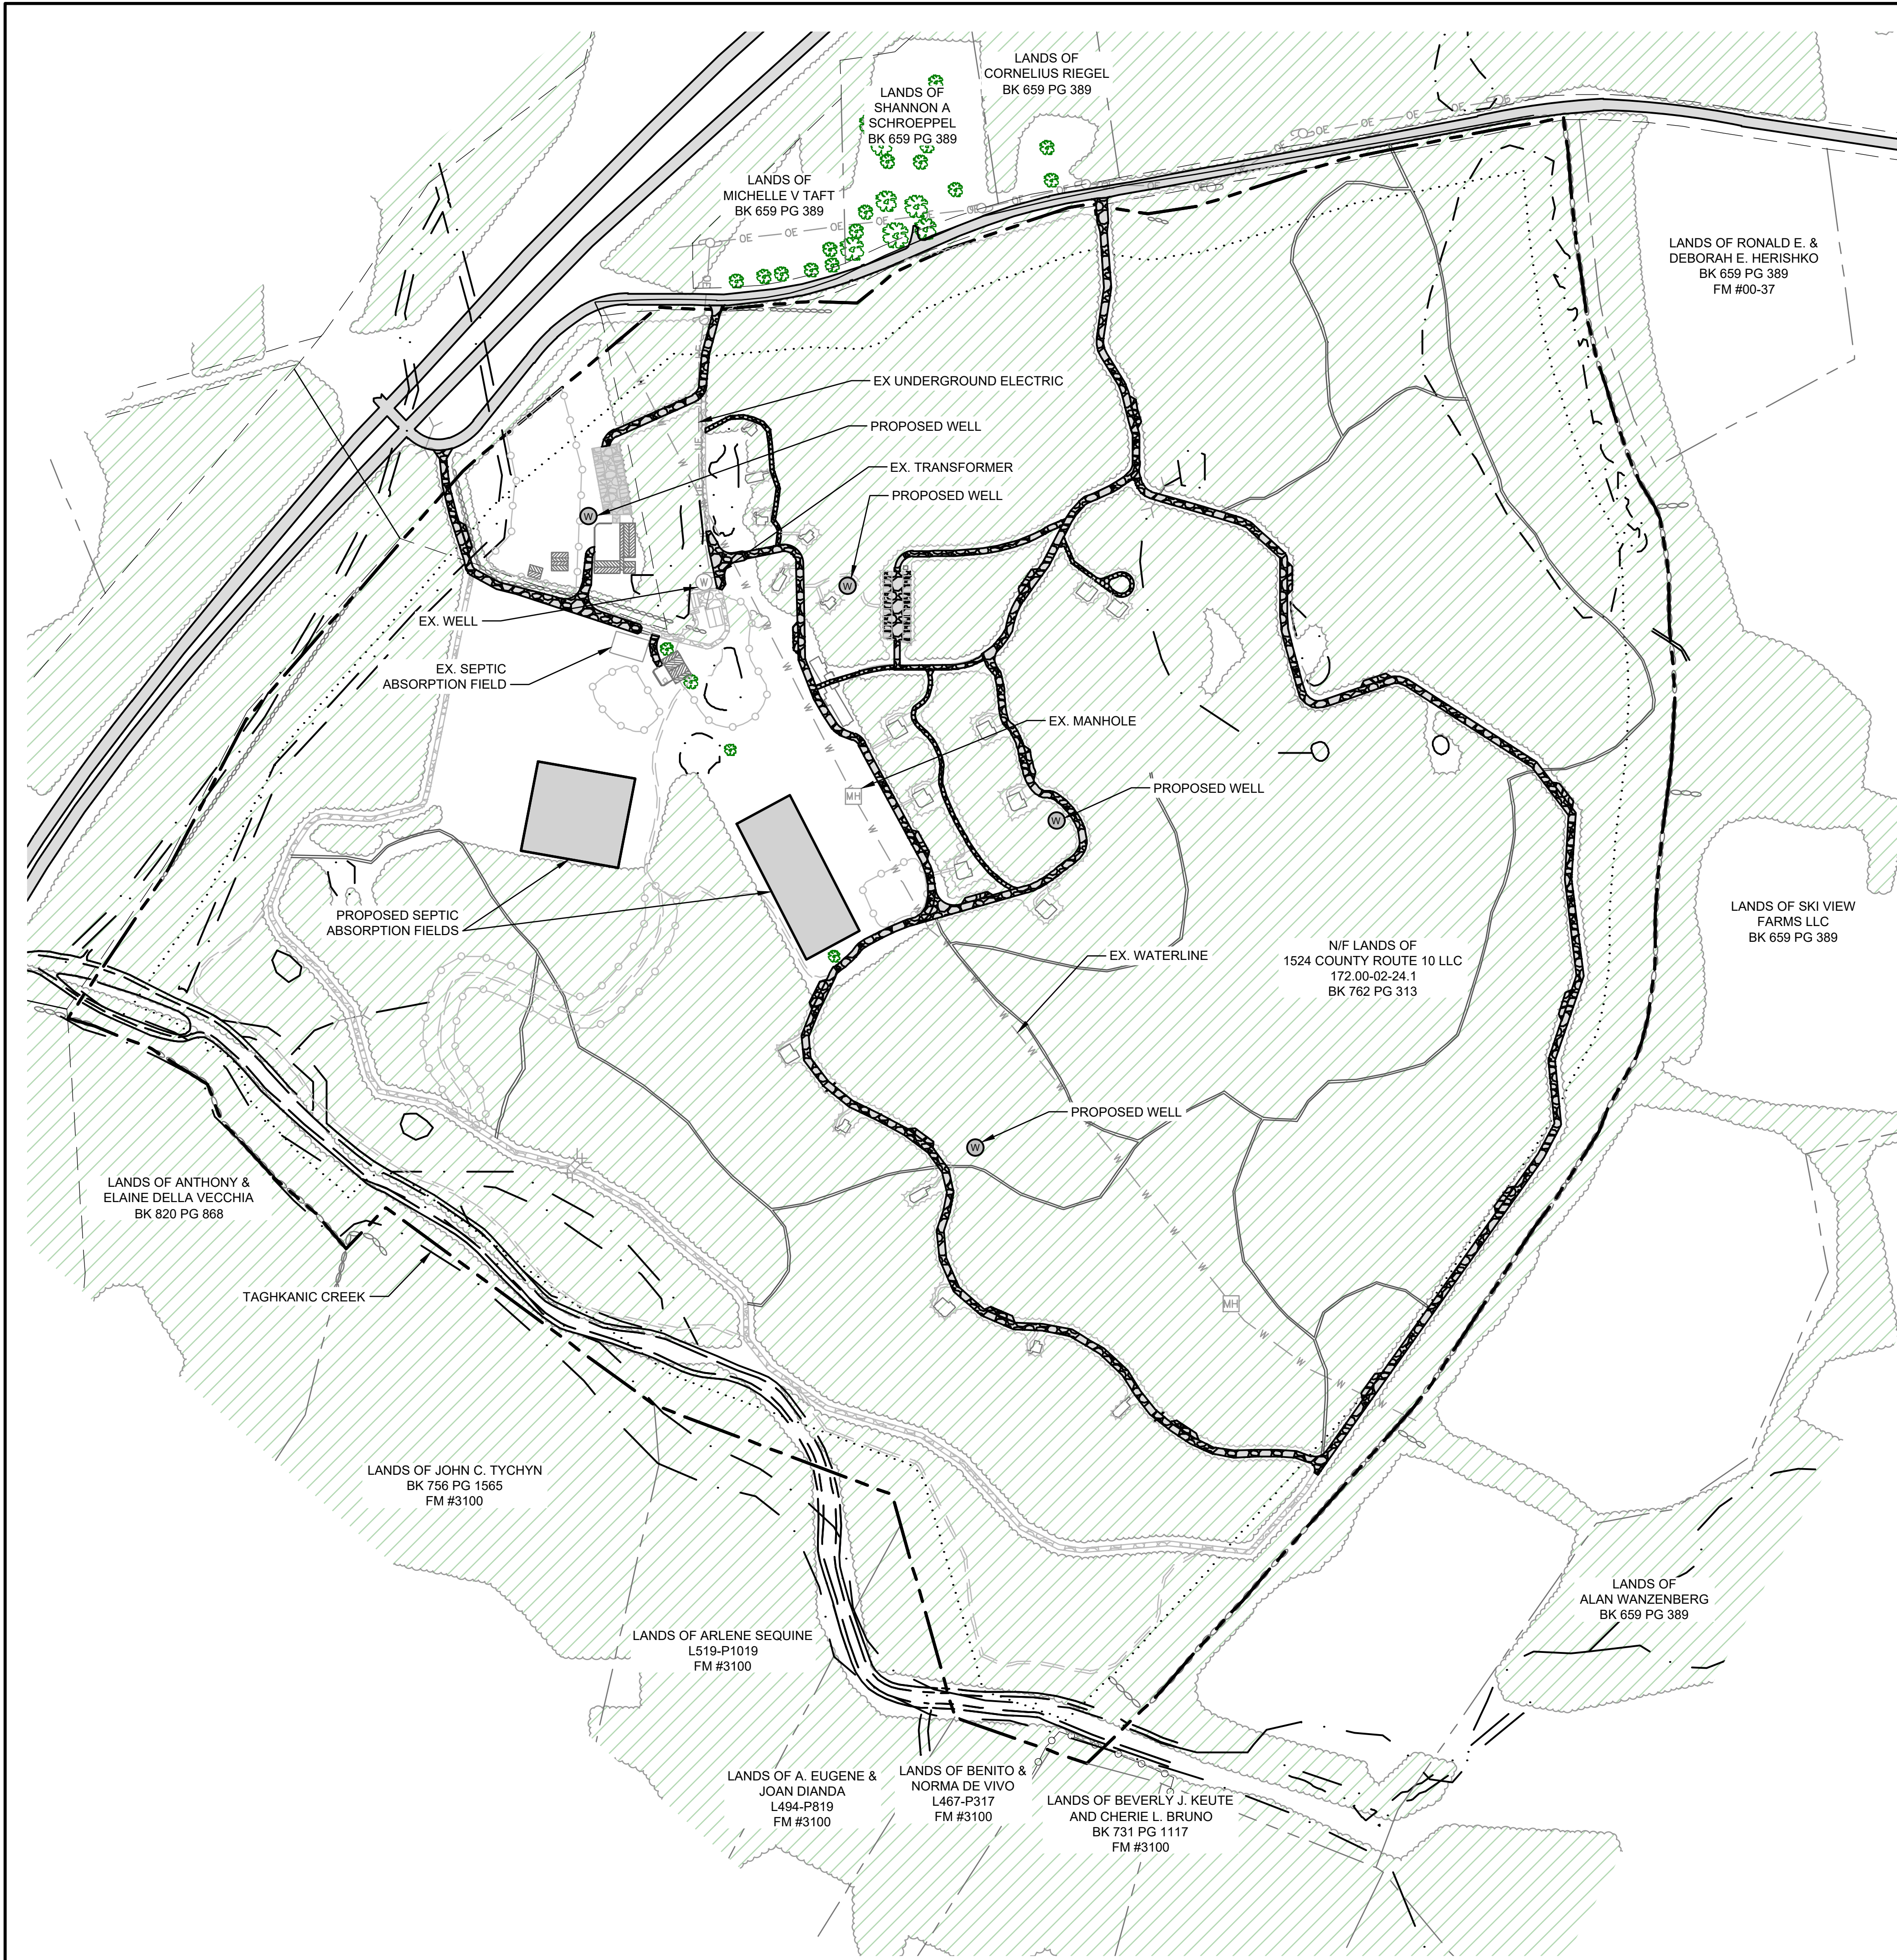 LANDS OF
CORNELIUS RIEGEL
BK 659 PG 389
LANDS OF
SHANNON A
SCHROEPPEL
BK 659 PG 389
LANDS OF
MICHELLE V TAFT
BK 659 PG 389
LANDS OF RONALD E. &
DEBORAH E. HERISHKO
BK 659 PG 389
FM #00-37
EX UNDERGROUND ELECTRIC
PROPOSED WELL
EX. TRANSFORMER
PROPOSED WELL
EX. WELL
EX. SEPTIC
ABSORPTION FIELD
EX. MANHOLE
MH
PROPOSED WELL
PROPOSED SEPTIC
ABSORPTION FIELDS
LANDS OF SKI VIEW
FARMS LLC
BK 659 PG 389
N/F LANDS OF
1524 COUNTY ROUTE 10 LLC
172.00-02-24.1
BK 762 PG 313
EX. WATERLINE
PROPOSED WELL
LANDS OF ANTHONY &
ELAINE DELLA VECCHIA
BK 820 PG 868
TAGHKANIC CREEK
MH
LANDS OF JOHN C. TYCHYN
BK 756 PG 1565
FM #3100
LANDS OF
ALAN WANZENBERG
BK 659 PG 389
LANDS OF ARLENE SEQUINE
L519-P1019
FM #3100
LANDS OF A. EUGENE &
JOAN DIANDA
L494-P819
FM #3100
LANDS OF BENITO &
NORMA DE VIVO
L467-P317
FM #3100
LANDS OF BEVERLY J. KEUTE
AND CHERIE L. BRUNO
BK 731 PG 1117
FM #3100